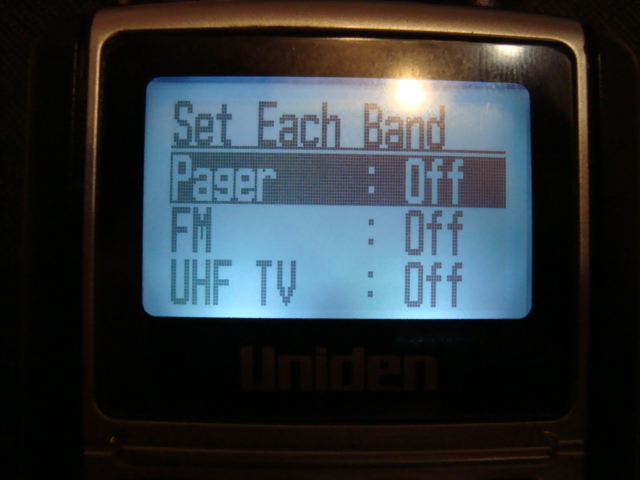 Set Each Band
Pager : Off
FM : Off
UHF TV : Off
Uniden